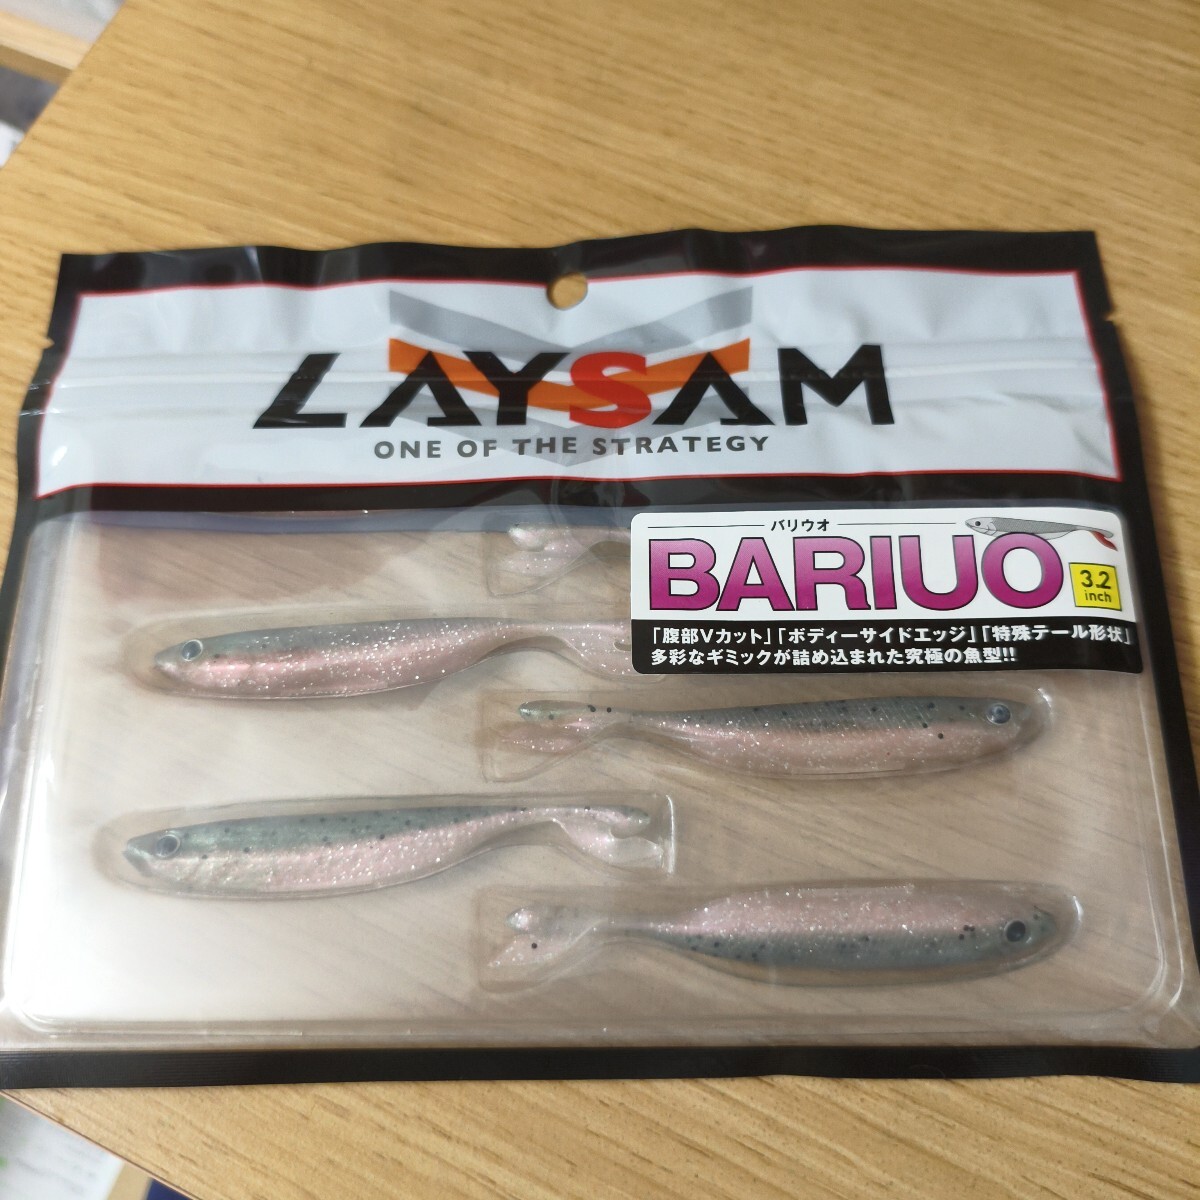 LAYSAM
ONE OF THE STRATEGY
バリウオ
BARIUO
3.2
inch
「腹部Vカット」「ボディーサイドエッジ」「特殊テール形状」
多彩なギミックが詰め込まれた究極の魚型!!